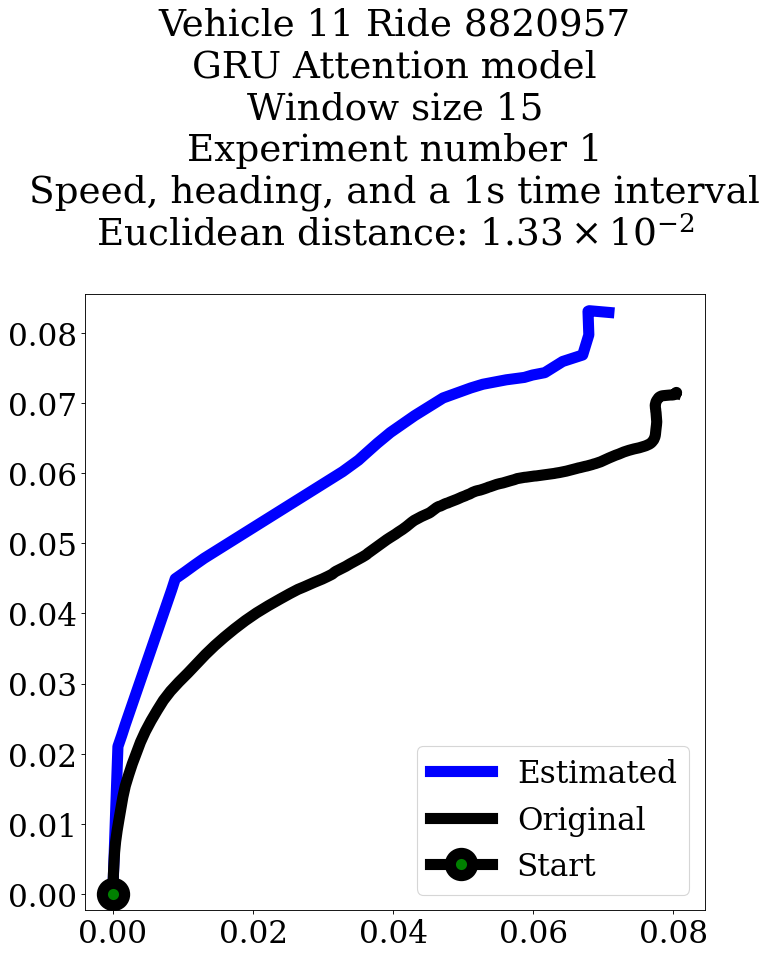 Vehicle 11 Ride 8820957
GRU Attention model
Window size 15
Experiment number 1
Speed, heading, and a 1s time interval
Euclidean distance: 1.33 × 10⁻²
0.08
0.07
0.06
0.05
0.04
0.03
0.02
0.01
0.00
Estimated
Original
Start
0.00 0.02 0.04 0.06 0.08